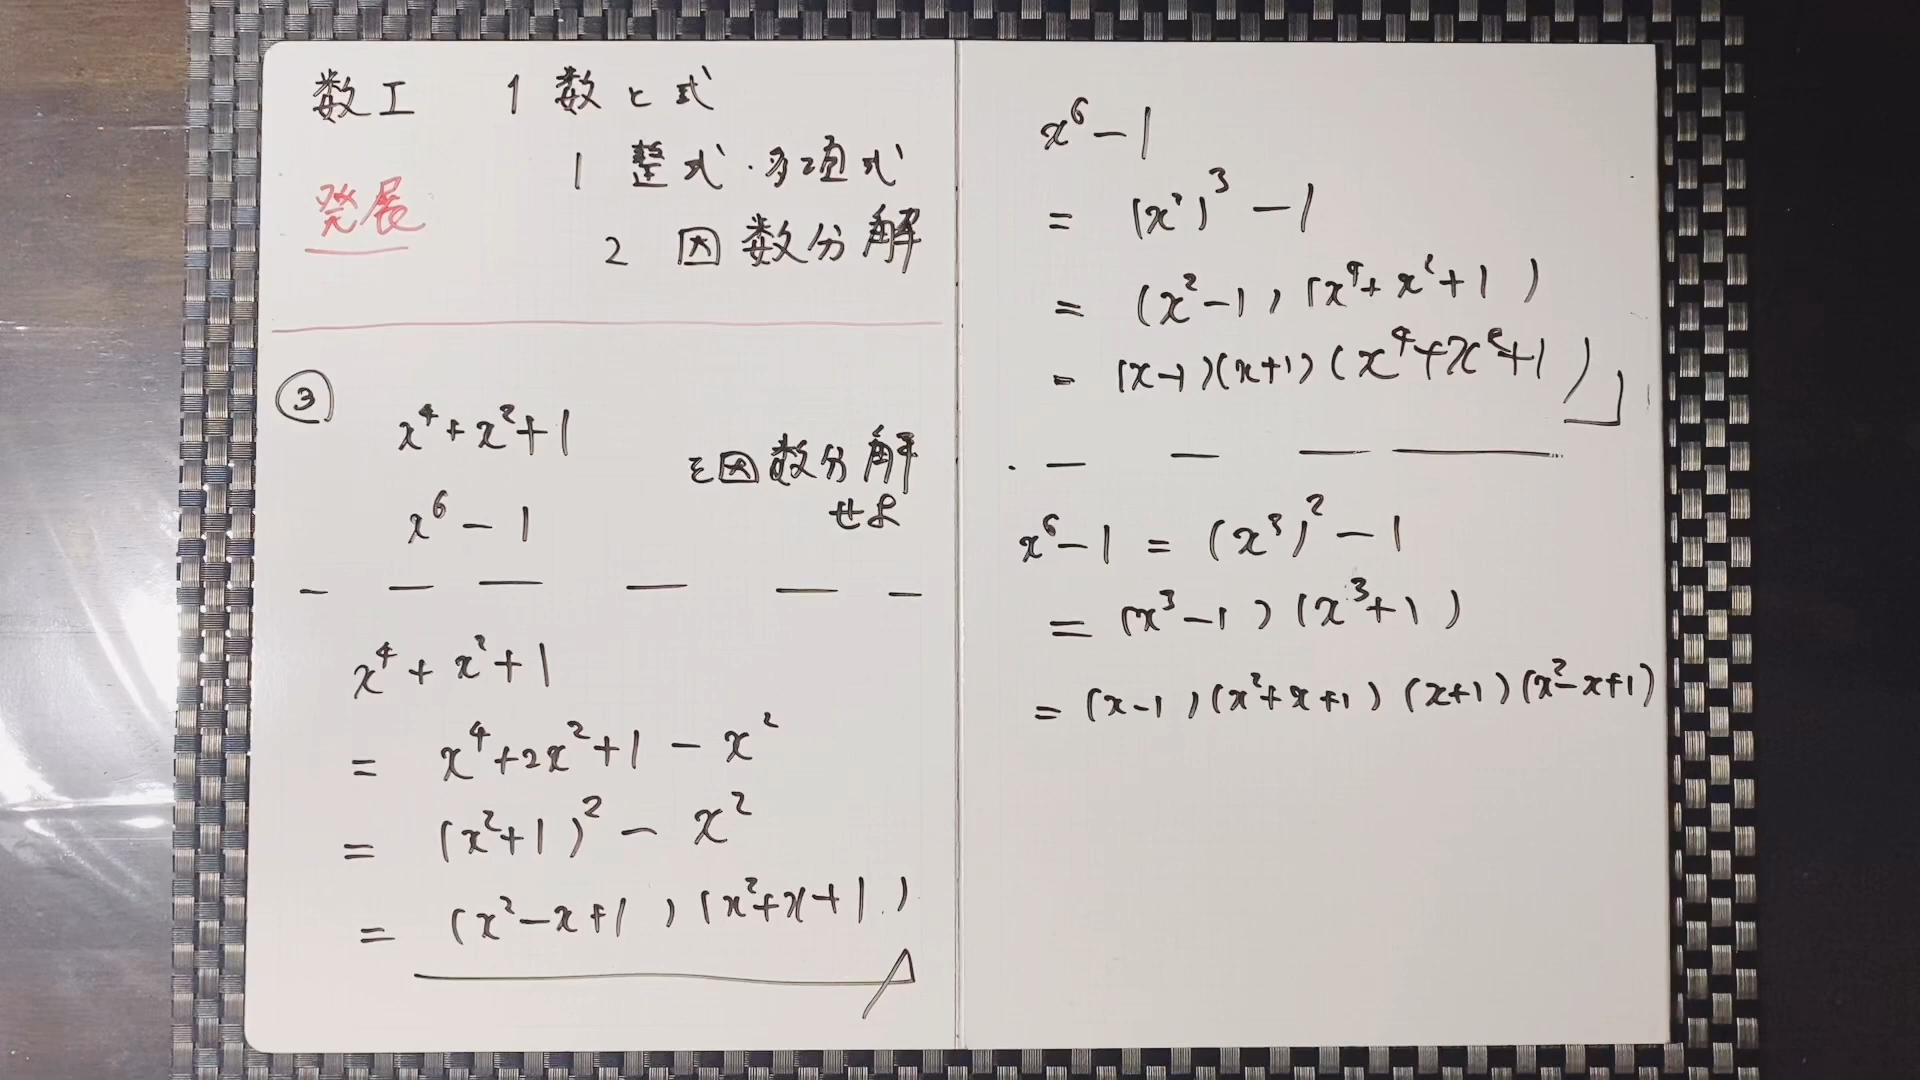 数I 1 数と式
1 整式・多項式
発展
2 因数分解
③
x⁴+x²+1
を因数分解
x⁶-1
せよ
x⁴+x²+1
= x⁴+2x²+1-x²
= (x²+1)²-x²
= (x²-x+1)(x²+x+1)
x⁶-1
= (x²)³-1
= (x²-1)(x⁴+x²+1)
= (x-1)(x+1)(x⁴+x²+1)
x⁶-1 = (x³)²-1
= (x³-1)(x³+1)
= (x-1)(x²+x+1)(x+1)(x²-x+1)